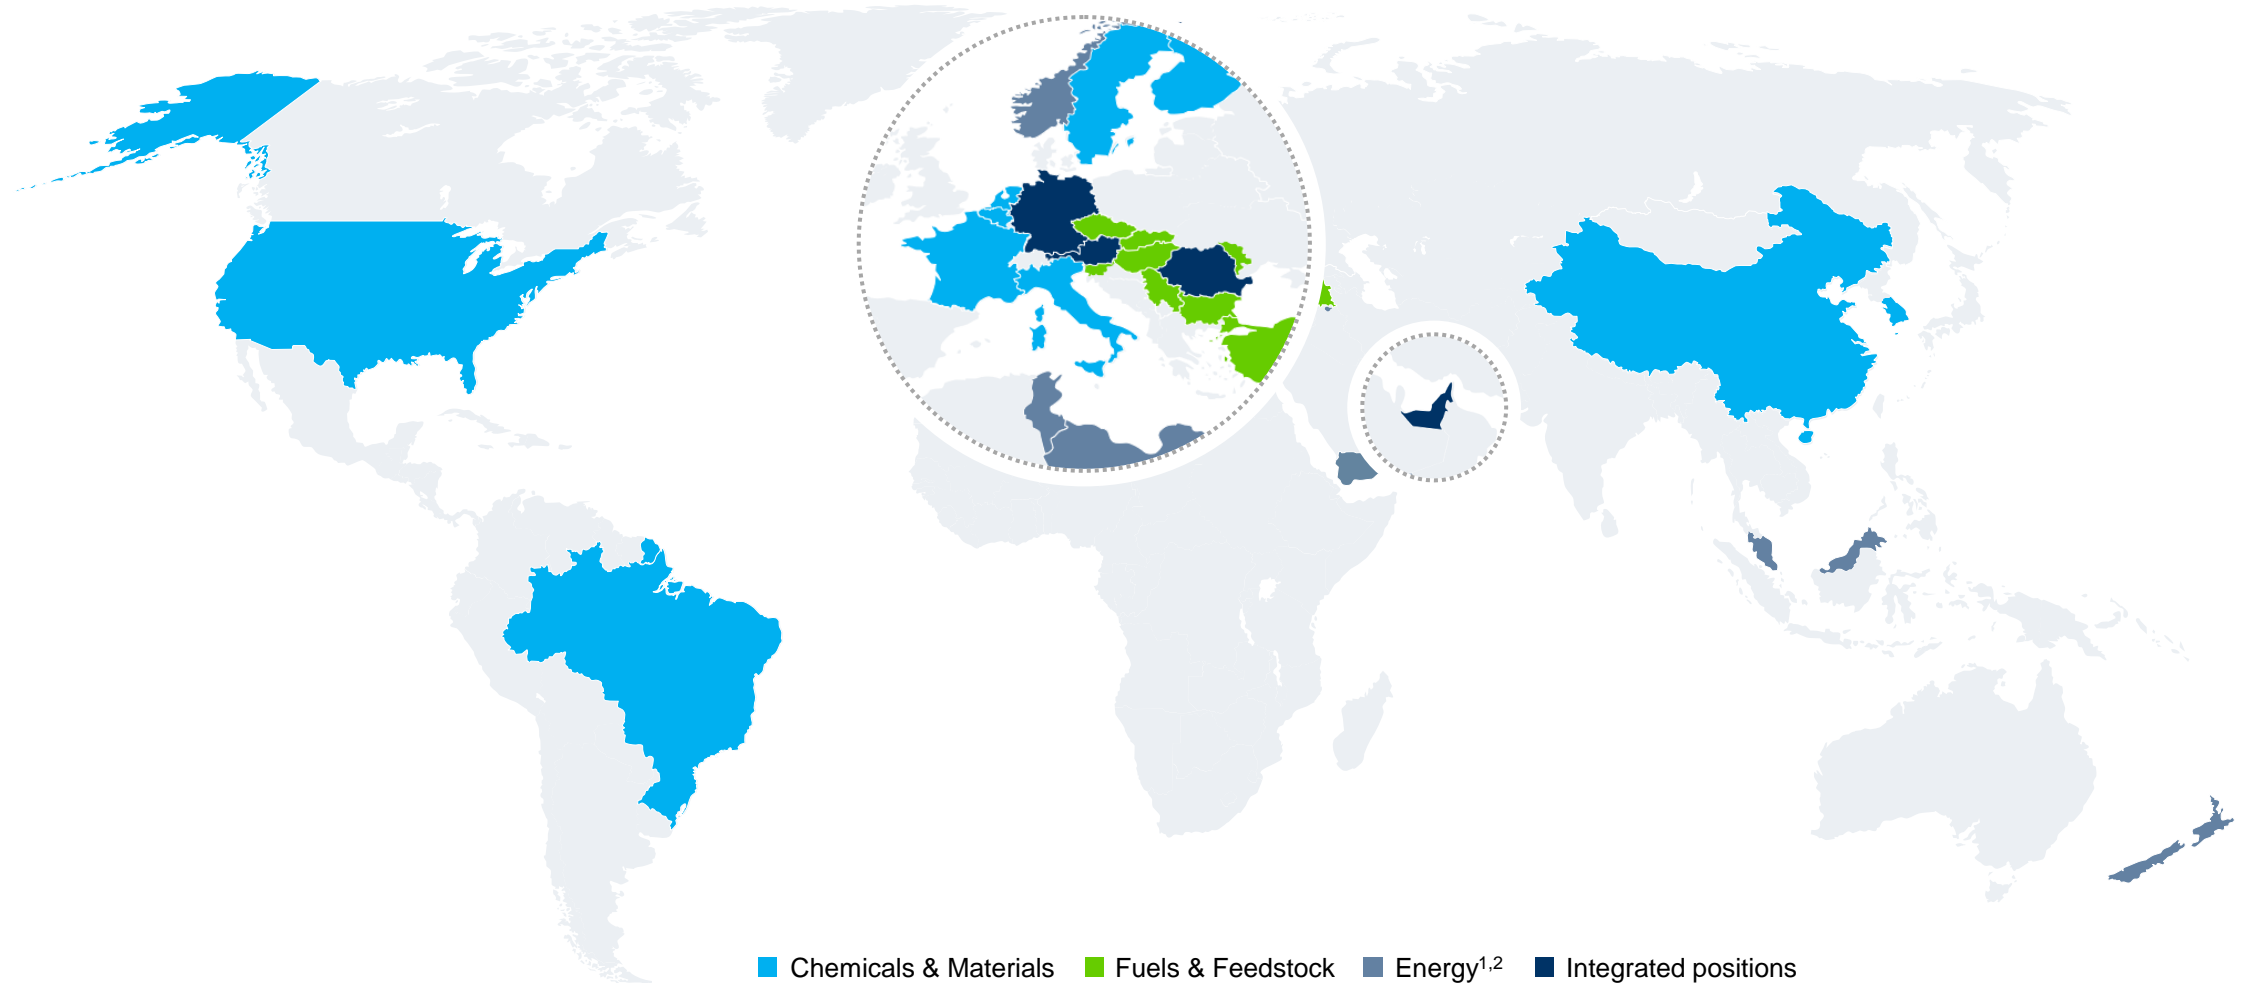 Chemicals & Materials Fuels & Feedstock Energy1,2 Integrated positions